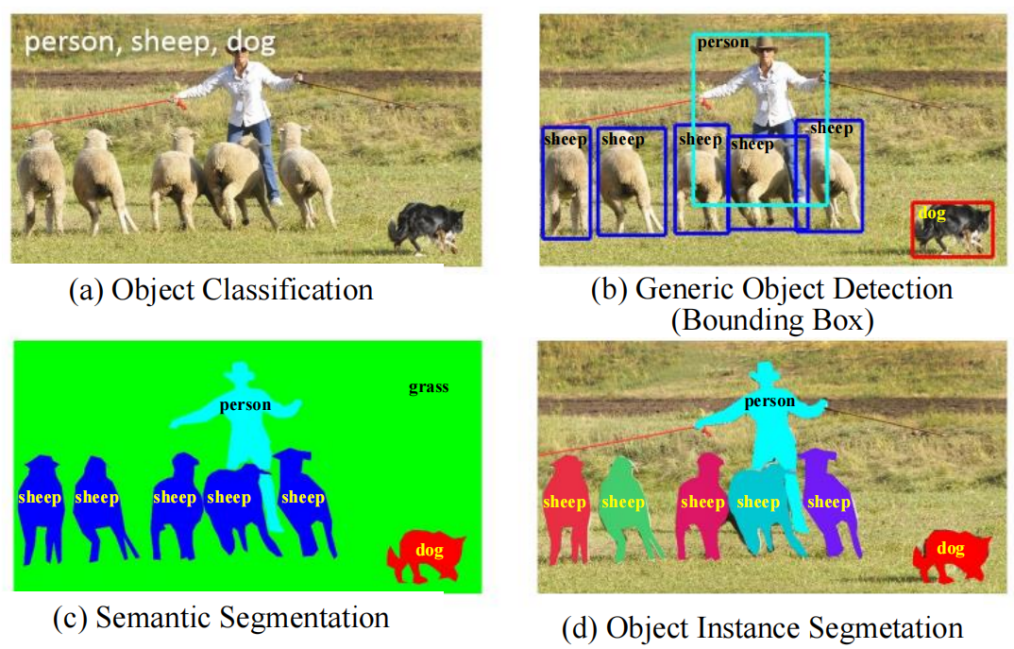 person, sheep, dog
person
sheep
sheep
sheep
sheep
sheep
dog
(a) Object Classification
(b) Generic Object Detection
(Bounding Box)
grass
person
sheep
sheep
sheep
sheep
sheep
dog
person
sheep
sheep
sheep
sheep
sheep
dog
(c) Semantic Segmentation
(d) Object Instance Segmetation